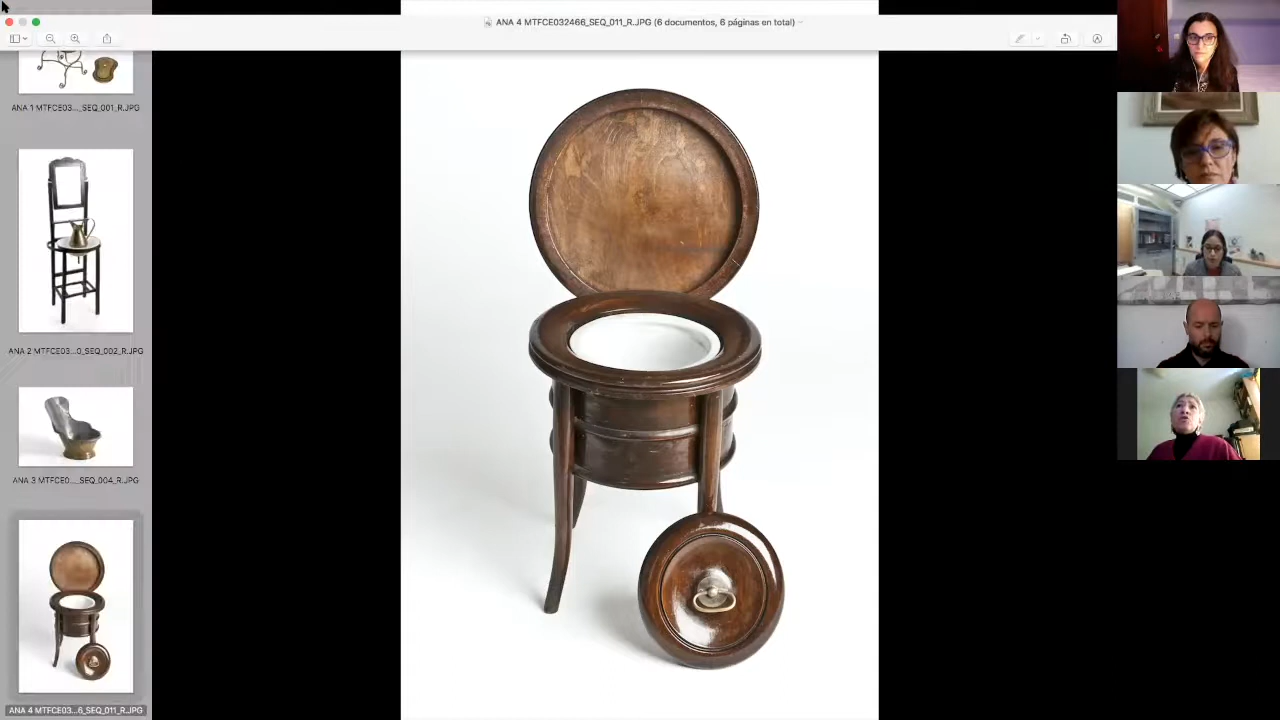 ANA 4 MTFCE032466_SEQ_011_R.JPG (6 documentos, 6 páginas en total)
ANA 1 MTFCE03..._SEQ_001_R.JPG
ANA 2 MTFCE03...0_SEQ_002_R.JPG
ANA 3 MTFCE0..._SEQ_004_R.JPG
ANA 4 MTFCE03...6_SEQ_011_R.JPG